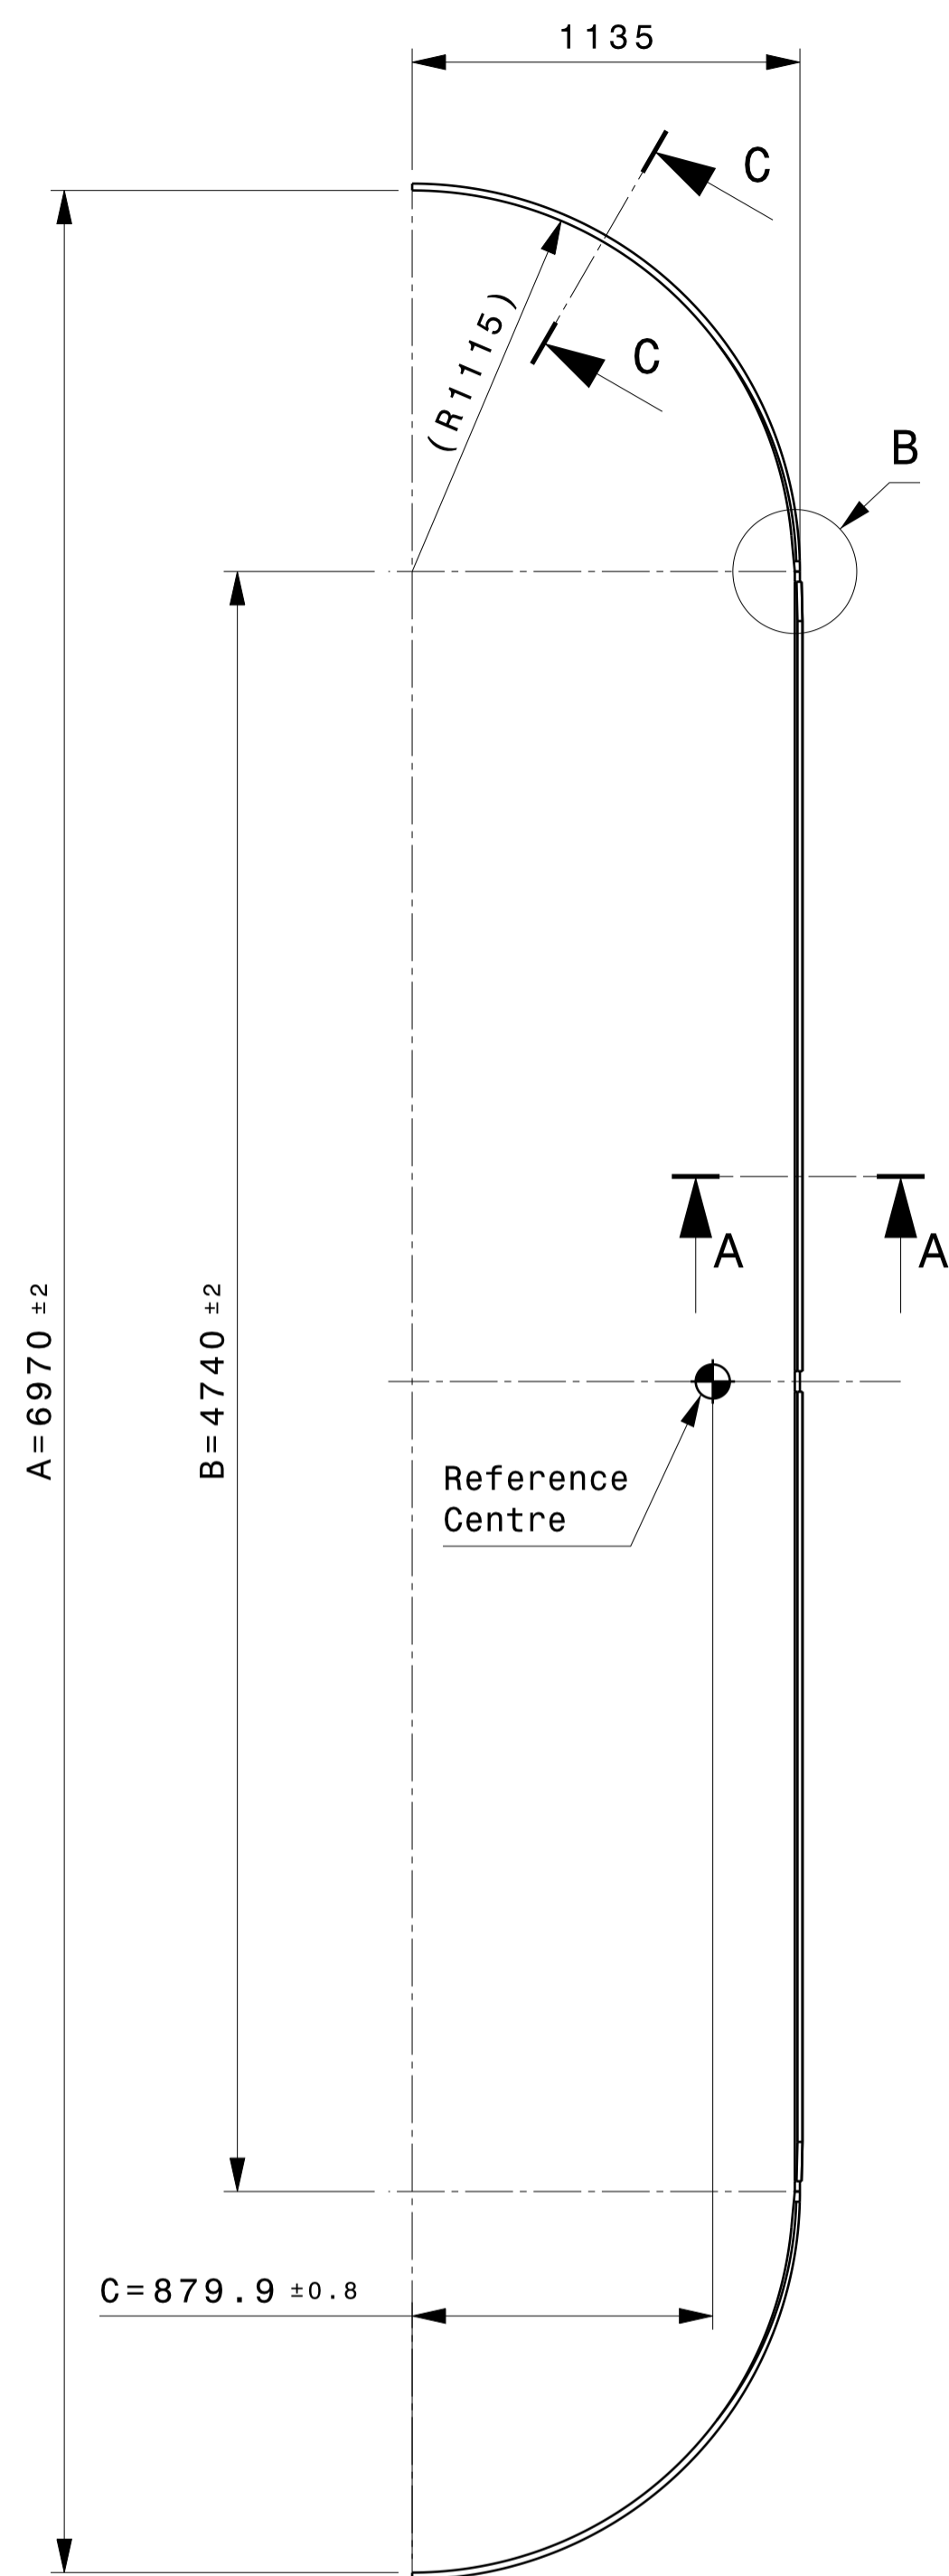 1135
C
C
(R1115)
B
A
A
A=6970 ±2
B=4740 ±2
Reference
Centre
C=879.9 ±0.8